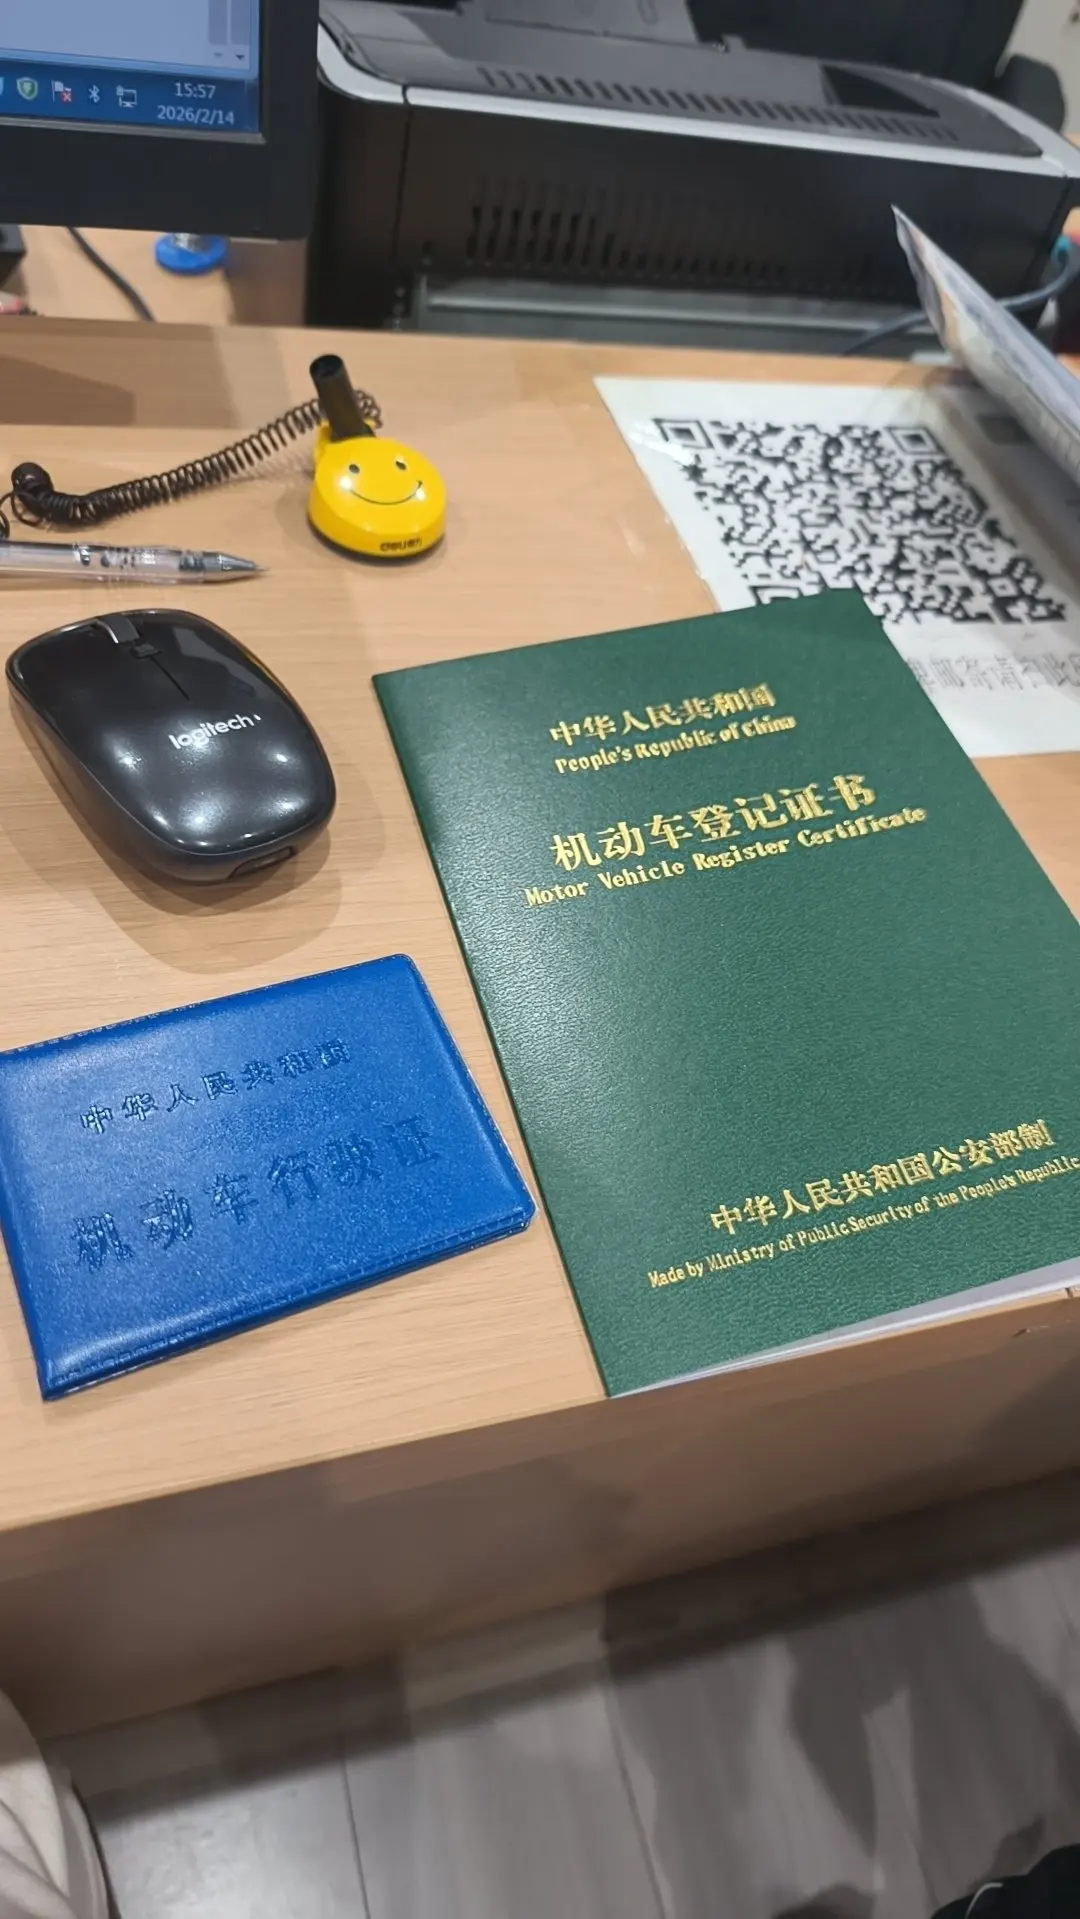 15:57
2026/2/14
deli
logitech
中华人民共和国
People's Republic of China
机动车登记证书
Motor Vehicle Register Certificate
中华人民共和国公安部制
Made by Ministry of Public Security of the People's Republic
中华人民共和国
机动车行驶证